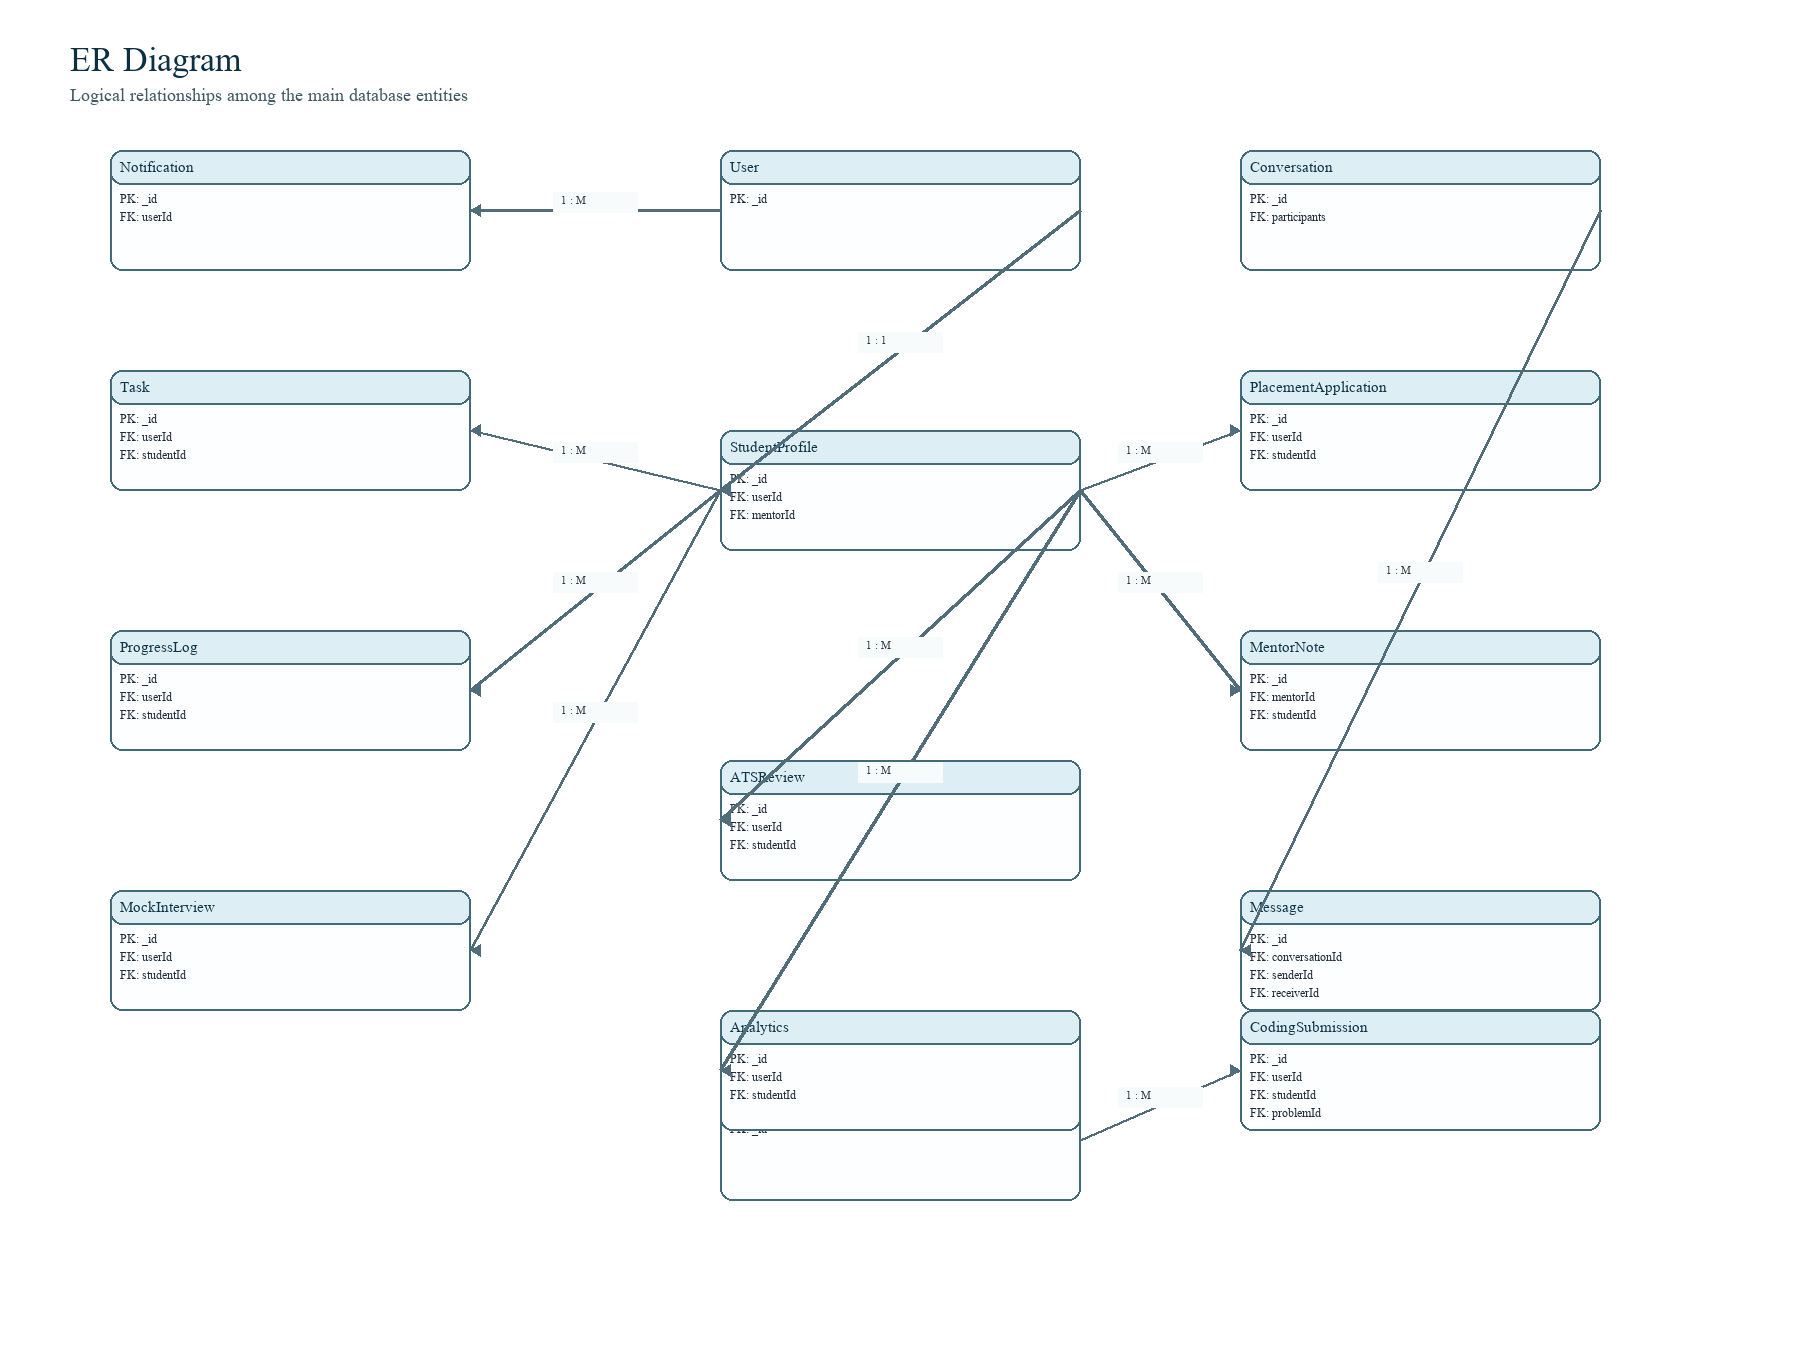 ER Diagram
Logical relationships among the main database entities
Notification
PK: _id
FK: userId
1 : M
User
PK: _id
Conversation
PK: _id
FK: participants
1 : 1
Task
PK: _id
FK: userId
FK: studentId
1 : M
StudentProfile
PK: _id
FK: userId
FK: mentorId
1 : M
PlacementApplication
PK: _id
FK: userId
FK: studentId
1 : M
1 : M
1 : M
ProgressLog
PK: _id
FK: userId
FK: studentId
1 : M
MentorNote
PK: _id
FK: mentorId
FK: studentId
1 : M
ATSReview
PK: _id
FK: userId
FK: studentId
1 : M
MockInterview
PK: _id
FK: userId
FK: studentId
Message
PK: _id
FK: conversationId
FK: senderId
FK: receiverId
Analytics
PK: _id
FK: userId
FK: studentId
PK: _id
1 : M
CodingSubmission
PK: _id
FK: userId
FK: studentId
FK: problemId